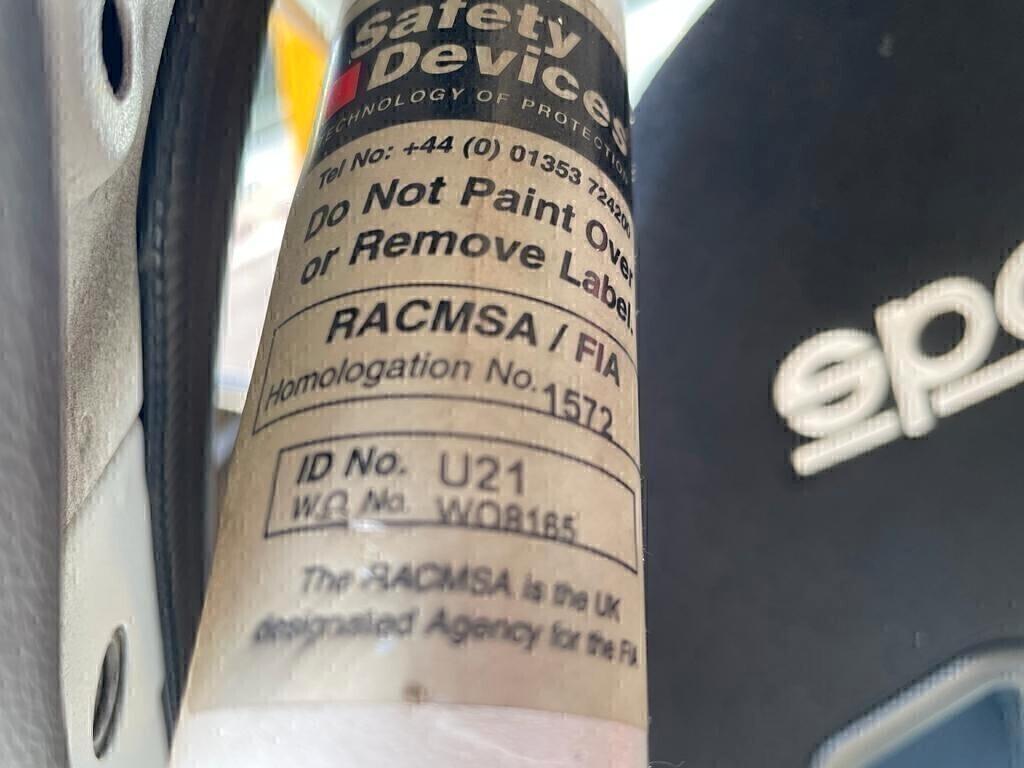 Safety
Devices
TECHNOLOGY OF PROTECTION
Tel No: +44 (0) 01353 724200
Do Not Paint Over
or Remove Label.
RACMSA / FIA
Homologation No. 1572
ID No. U21
W.O. No. WO8165
The RACMSA is the UK
designated Agency for the FIA
spa